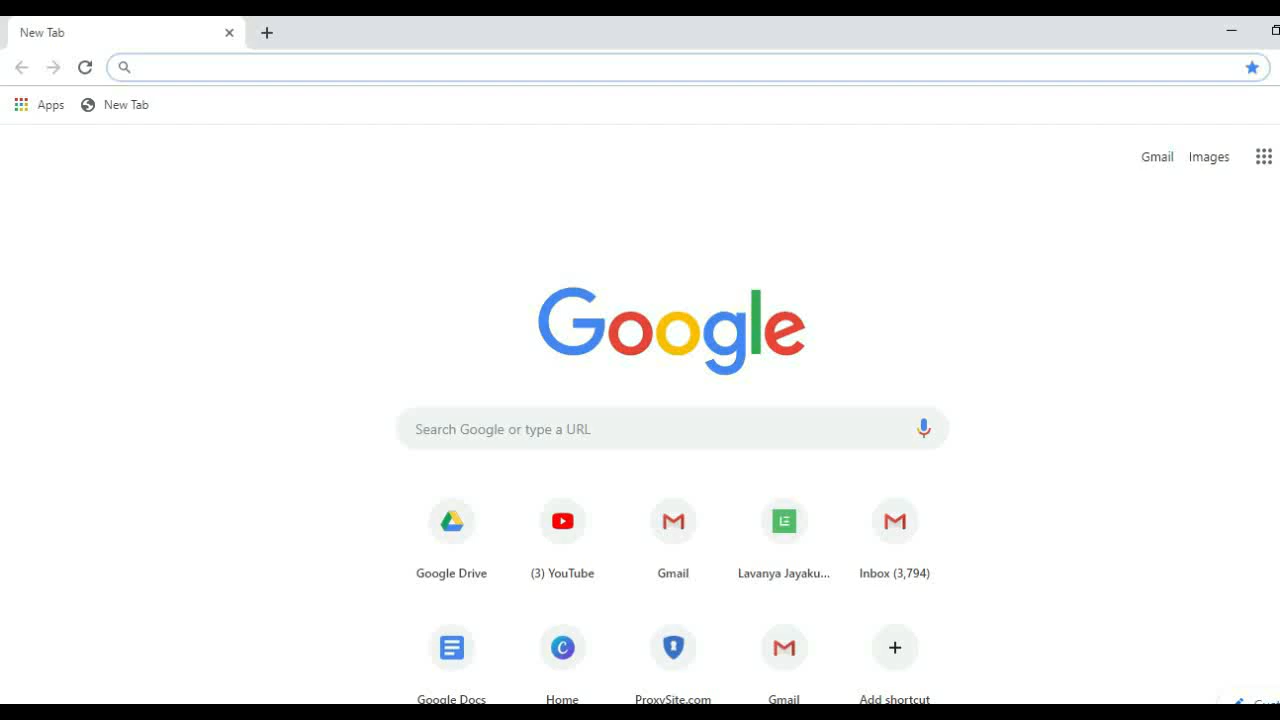 New Tab
Apps New Tab
Gmail Images
Google
Search Google or type a URL
Google Drive (3) YouTube Gmail Lavanya Jayaku... Inbox (3,794)
Google Docs Home ProxySite.com Gmail Add shortcut